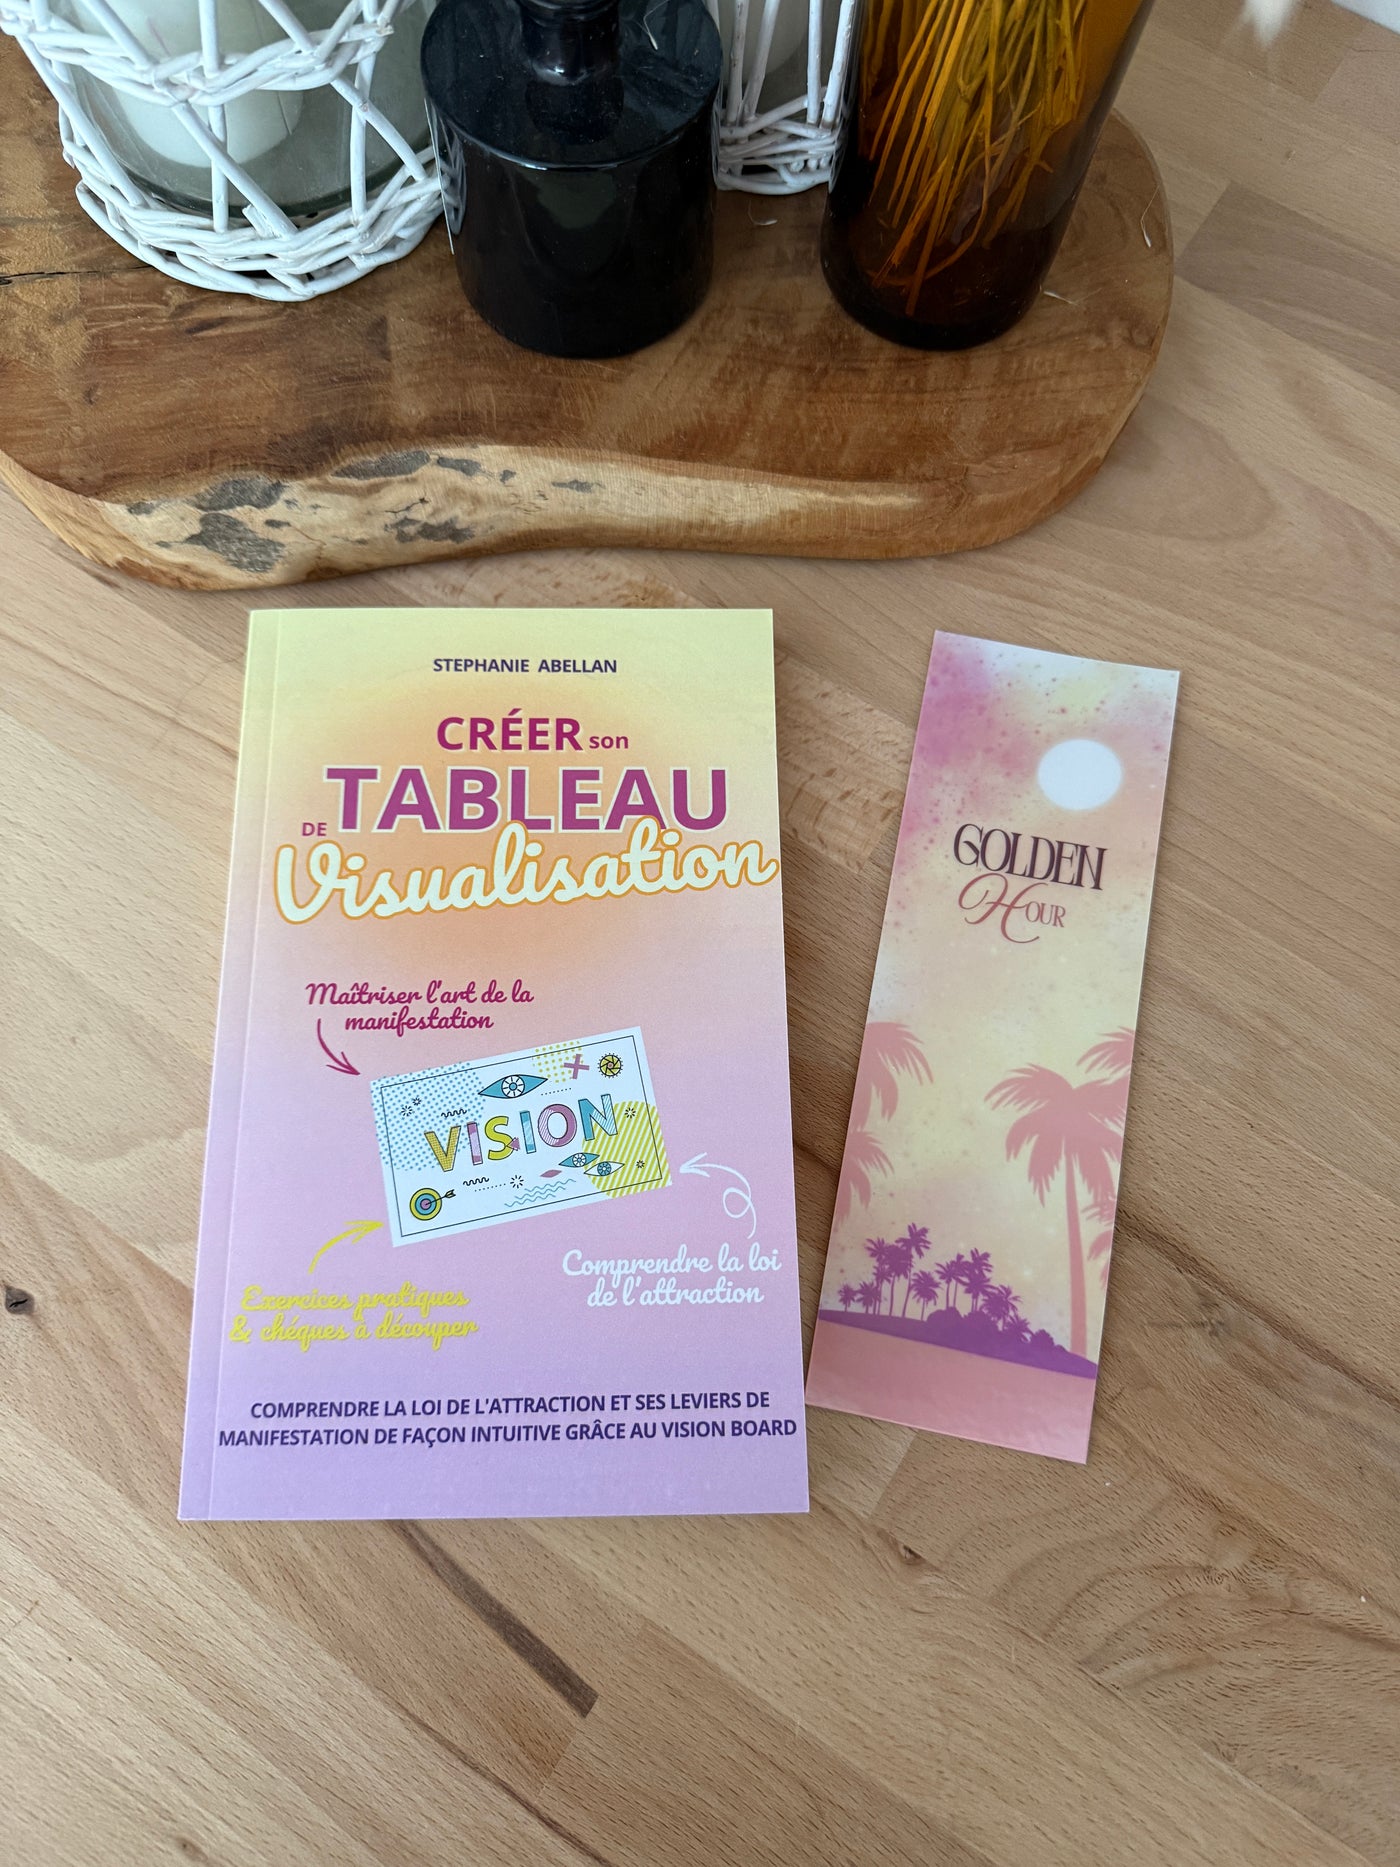 STEPHANIE ABELLAN
CRÉER son
DE TABLEAU
Visualisation
Maîtriser l'art de la
manifestation
VISION
Comprendre la loi
de l'attraction
Exercices pratiques
& chéques à découper
COMPRENDRE LA LOI DE L'ATTRACTION ET SES LEVIERS DE
MANIFESTATION DE FAÇON INTUITIVE GRÂCE AU VISION BOARD
GOLDEN
HOUR